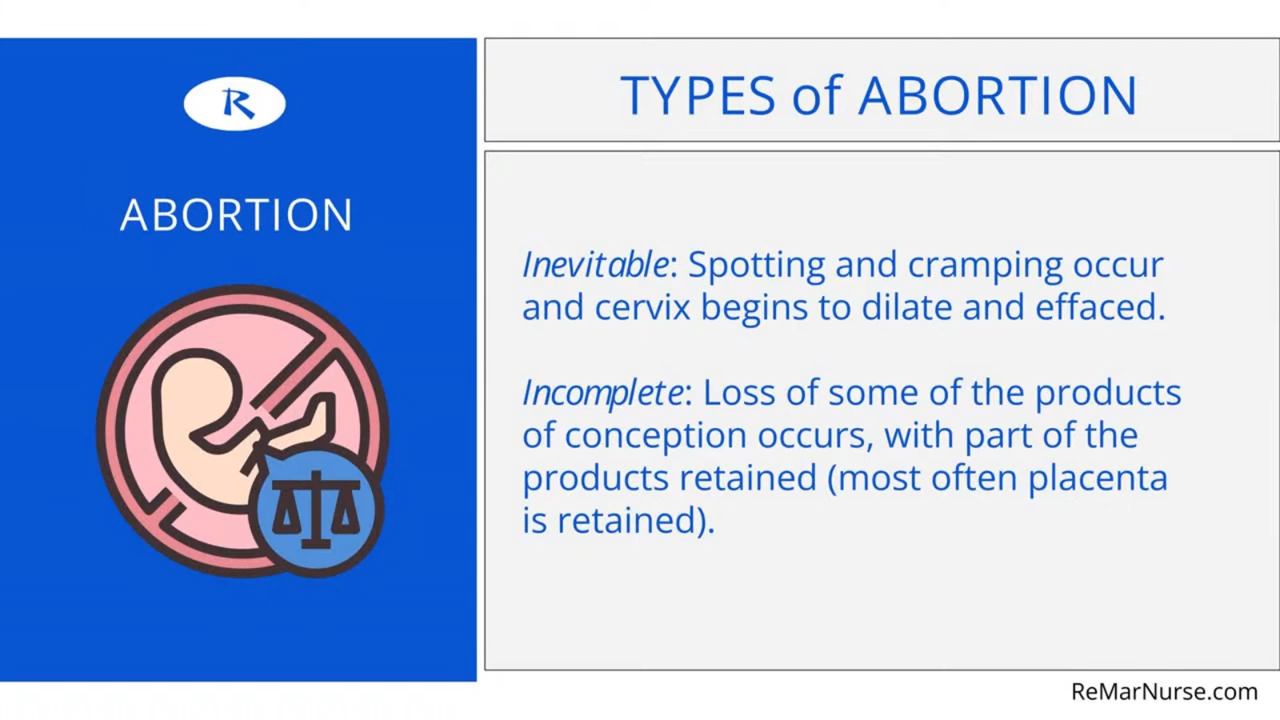 R
ABORTION
TYPES of ABORTION
Inevitable: Spotting and cramping occur
and cervix begins to dilate and effaced.
Incomplete: Loss of some of the products
of conception occurs, with part of the
products retained (most often placenta
is retained).
ReMarNurse.com